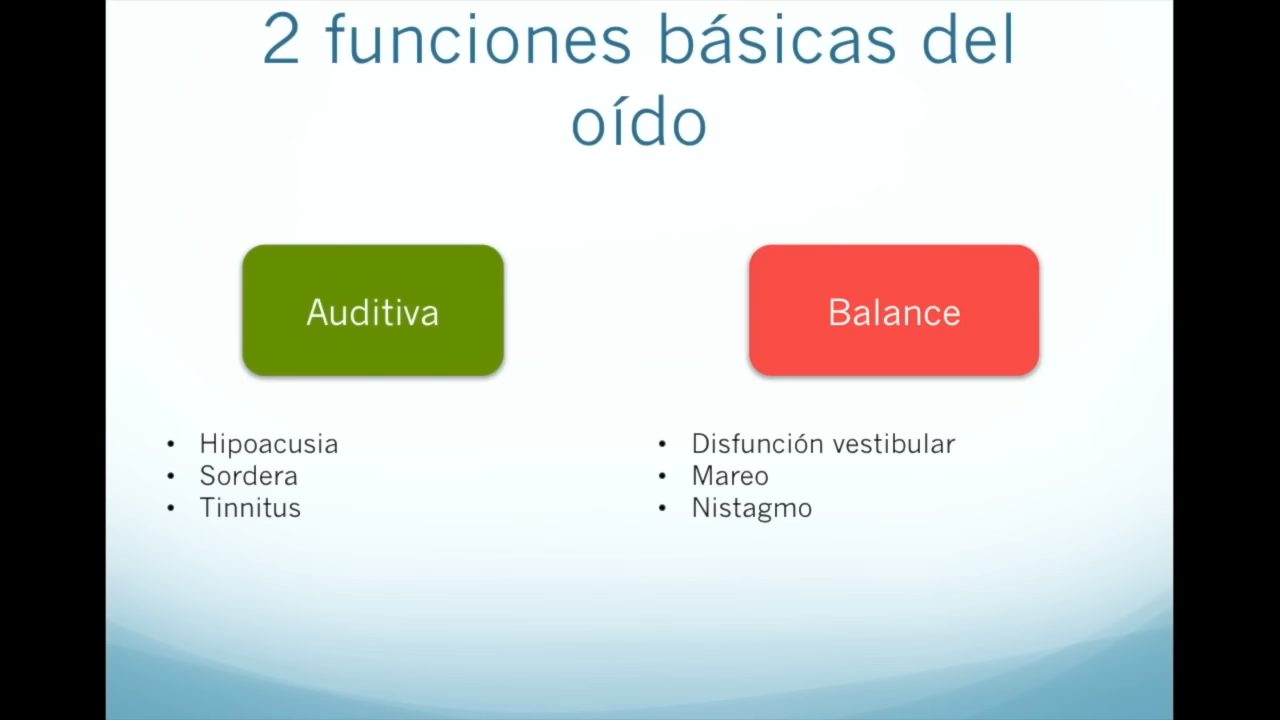 2 funciones básicas del
oído
Auditiva
Balance
• Hipoacusia
• Sordera
• Tinnitus
• Disfunción vestibular
• Mareo
• Nistagmo